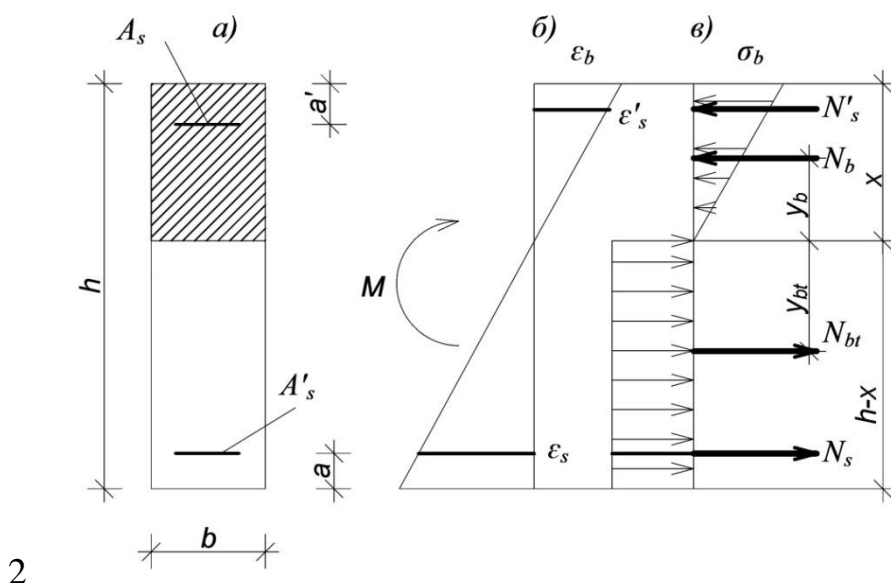 A_s а) б) в)
ε_b σ_b
a'
ε'_s N'_s
N_b
x
y_b
h
M
y_bt
N_bt
A'_s
h-x
a
ε_s N_s
b
2